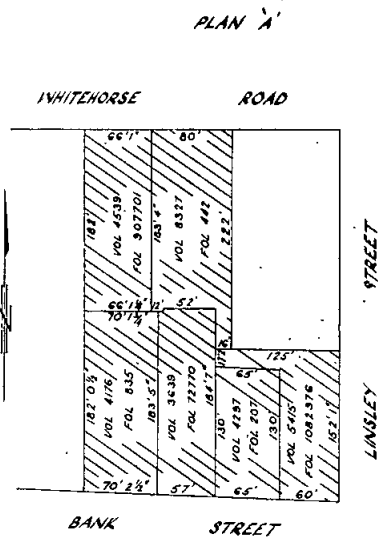 PLAN 'A'
WHITEHORSE ROAD
66'1"
80'
182'
VOL 4539
FOL 907701
183'4"
VOL 8327
FOL 442
222'
66'1¼"
12'
52'
70'1¼"
16'
125'
65'
182'0½"
VOL 4176
FOL 835
183'5"
VOL 3639
FOL 72770
184'7"
130'
VOL 4297
FOL 207
130'
VOL 5415
FOL 1082976
152'1"
70'2½"
57'
65'
60'
STREET
LINSLEY
BANK STREET